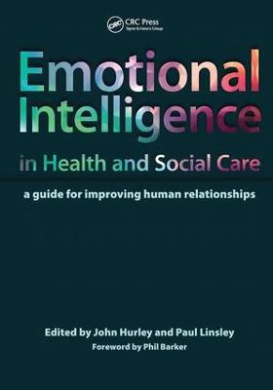 CRC Press
Taylor & Francis Group
Emotional
Intelligence
in Health and Social Care
a guide for improving human relationships
Edited by John Hurley and Paul Linsley
Foreword by Phil Barker